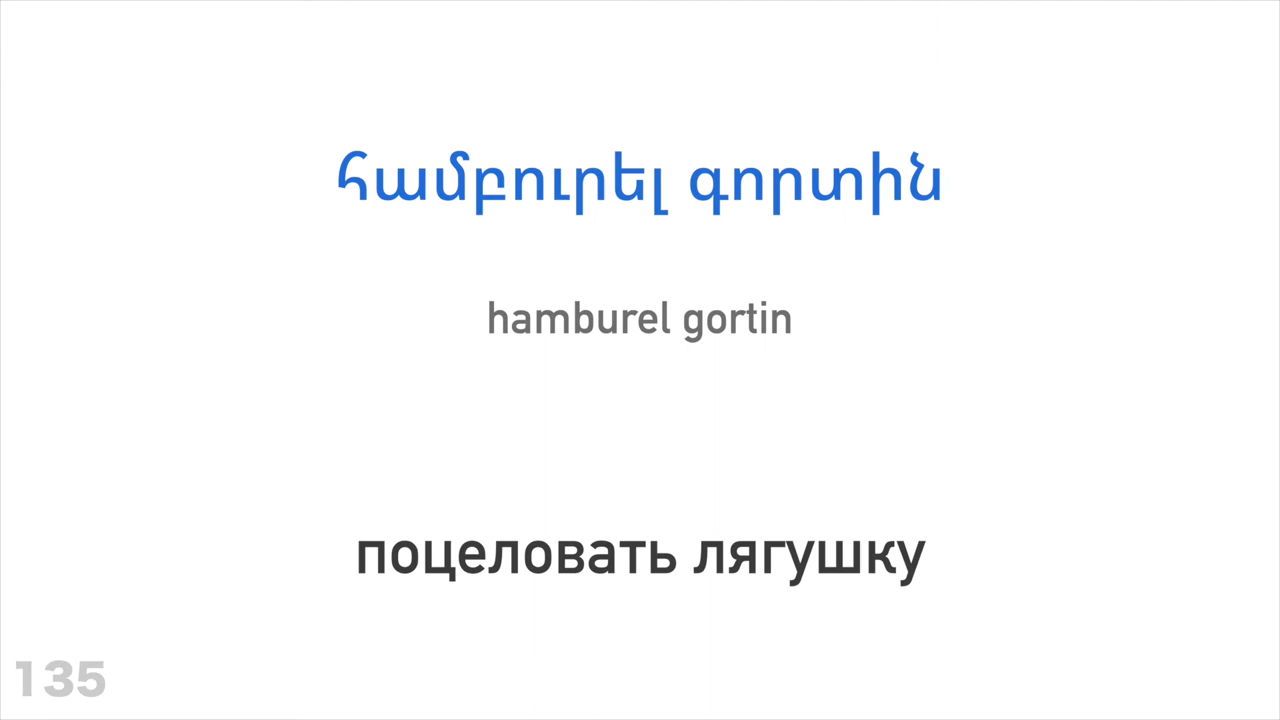 համբուրել գորտին
hamburel gortin
поцеловать лягушку
135